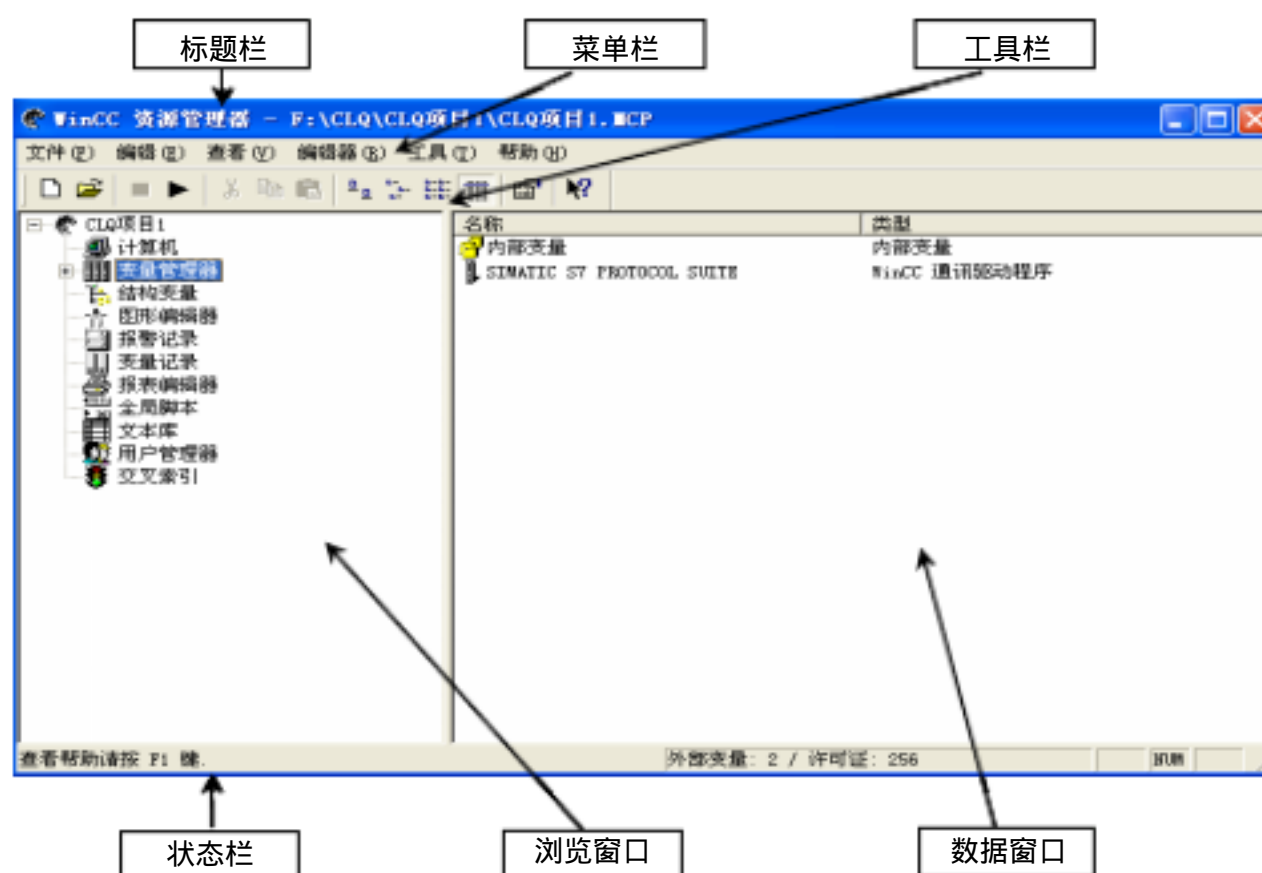 标题栏
菜单栏
工具栏
WinCC 资源管理器 - F:\CLQ\CLQ项目1\CLQ项目1.MCP
文件(F) 编辑(E) 查看(V) 编辑器(R) 工具(T) 帮助(H)
CLQ项目1
计算机
变量管理器
结构变量
图形编辑器
报警记录
变量记录
报表编辑器
全局脚本
文本库
用户管理器
交叉索引
名称 类型
内部变量 内部变量
SIMATIC S7 PROTOCOL SUITE WinCC 通讯驱动程序
查看帮助请按 F1 键. 外部变量: 2 / 许可证: 256 NUM
状态栏
浏览窗口
数据窗口